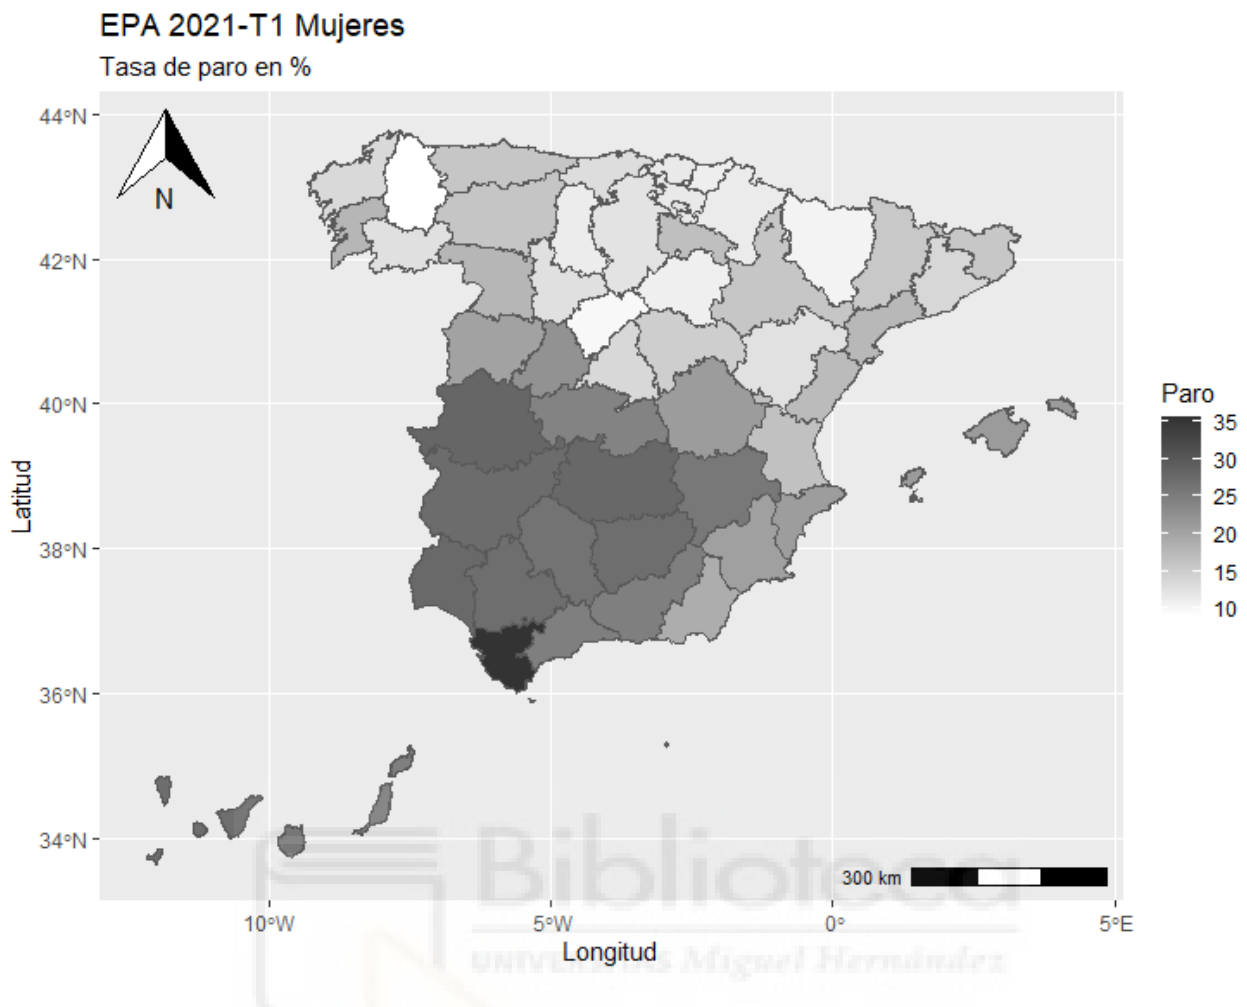 EPA 2021-T1 Mujeres
Tasa de paro en %
44°N
42°N
40°N
38°N
36°N
34°N
Latitud
N
Paro
35
30
25
20
15
10
300 km
10°W
5°W
0°
5°E
Longitud
Biblioteca
UNIVERSITAS Miguel Hernández